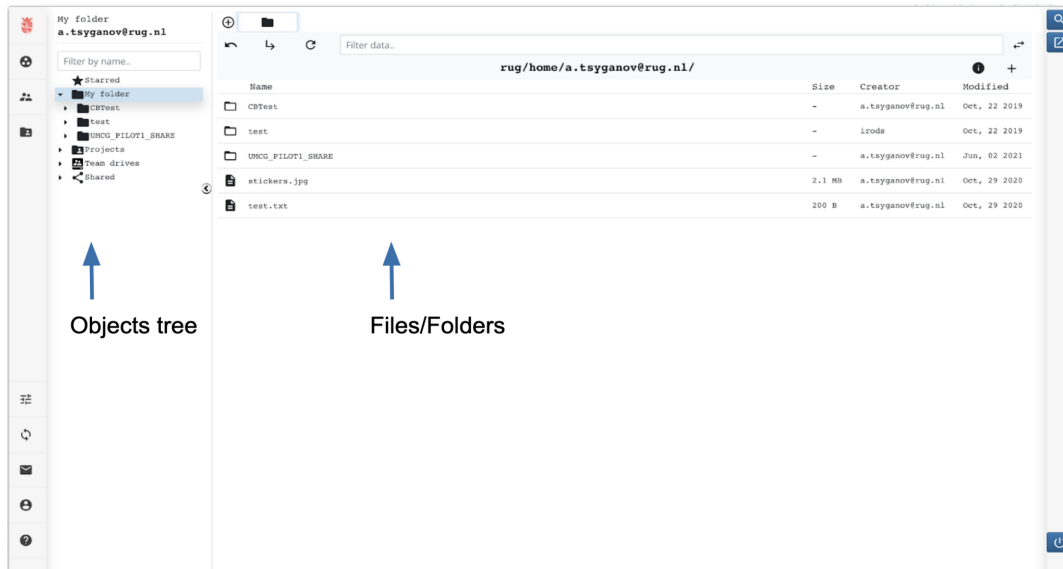 My folder
a.tsyganov@rug.nl
Filter by name..
Starred
My folder
CBTest
test
UMCG_PILOT1_SHARE
Projects
Team drives
Shared
Objects tree
Filter data..
rug/home/a.tsyganov@rug.nl/
Name Size Creator Modified
CBTest – a.tsyganov@rug.nl Oct, 22 2019
test – irods Oct, 22 2019
UMCG_PILOT1_SHARE – a.tsyganov@rug.nl Jun, 02 2021
stickers.jpg 2.1 MB a.tsyganov@rug.nl Oct, 29 2020
test.txt 200 B a.tsyganov@rug.nl Oct, 29 2020
Files/Folders